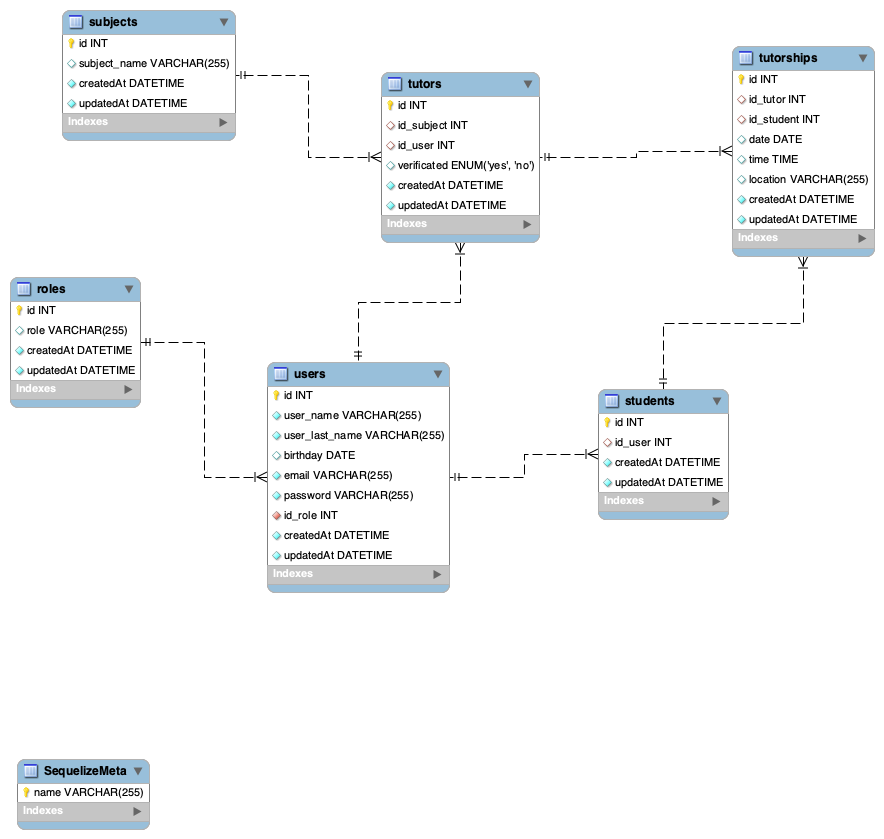 subjects
id INT
subject_name VARCHAR(255)
createdAt DATETIME
updatedAt DATETIME
Indexes
tutors
id INT
id_subject INT
id_user INT
verificated ENUM('yes', 'no')
createdAt DATETIME
updatedAt DATETIME
Indexes
tutorships
id INT
id_tutor INT
id_student INT
date DATE
time TIME
location VARCHAR(255)
createdAt DATETIME
updatedAt DATETIME
Indexes
roles
id INT
role VARCHAR(255)
createdAt DATETIME
updatedAt DATETIME
Indexes
users
id INT
user_name VARCHAR(255)
user_last_name VARCHAR(255)
birthday DATE
email VARCHAR(255)
password VARCHAR(255)
id_role INT
createdAt DATETIME
updatedAt DATETIME
Indexes
students
id INT
id_user INT
createdAt DATETIME
updatedAt DATETIME
Indexes
SequelizeMeta
name VARCHAR(255)
Indexes